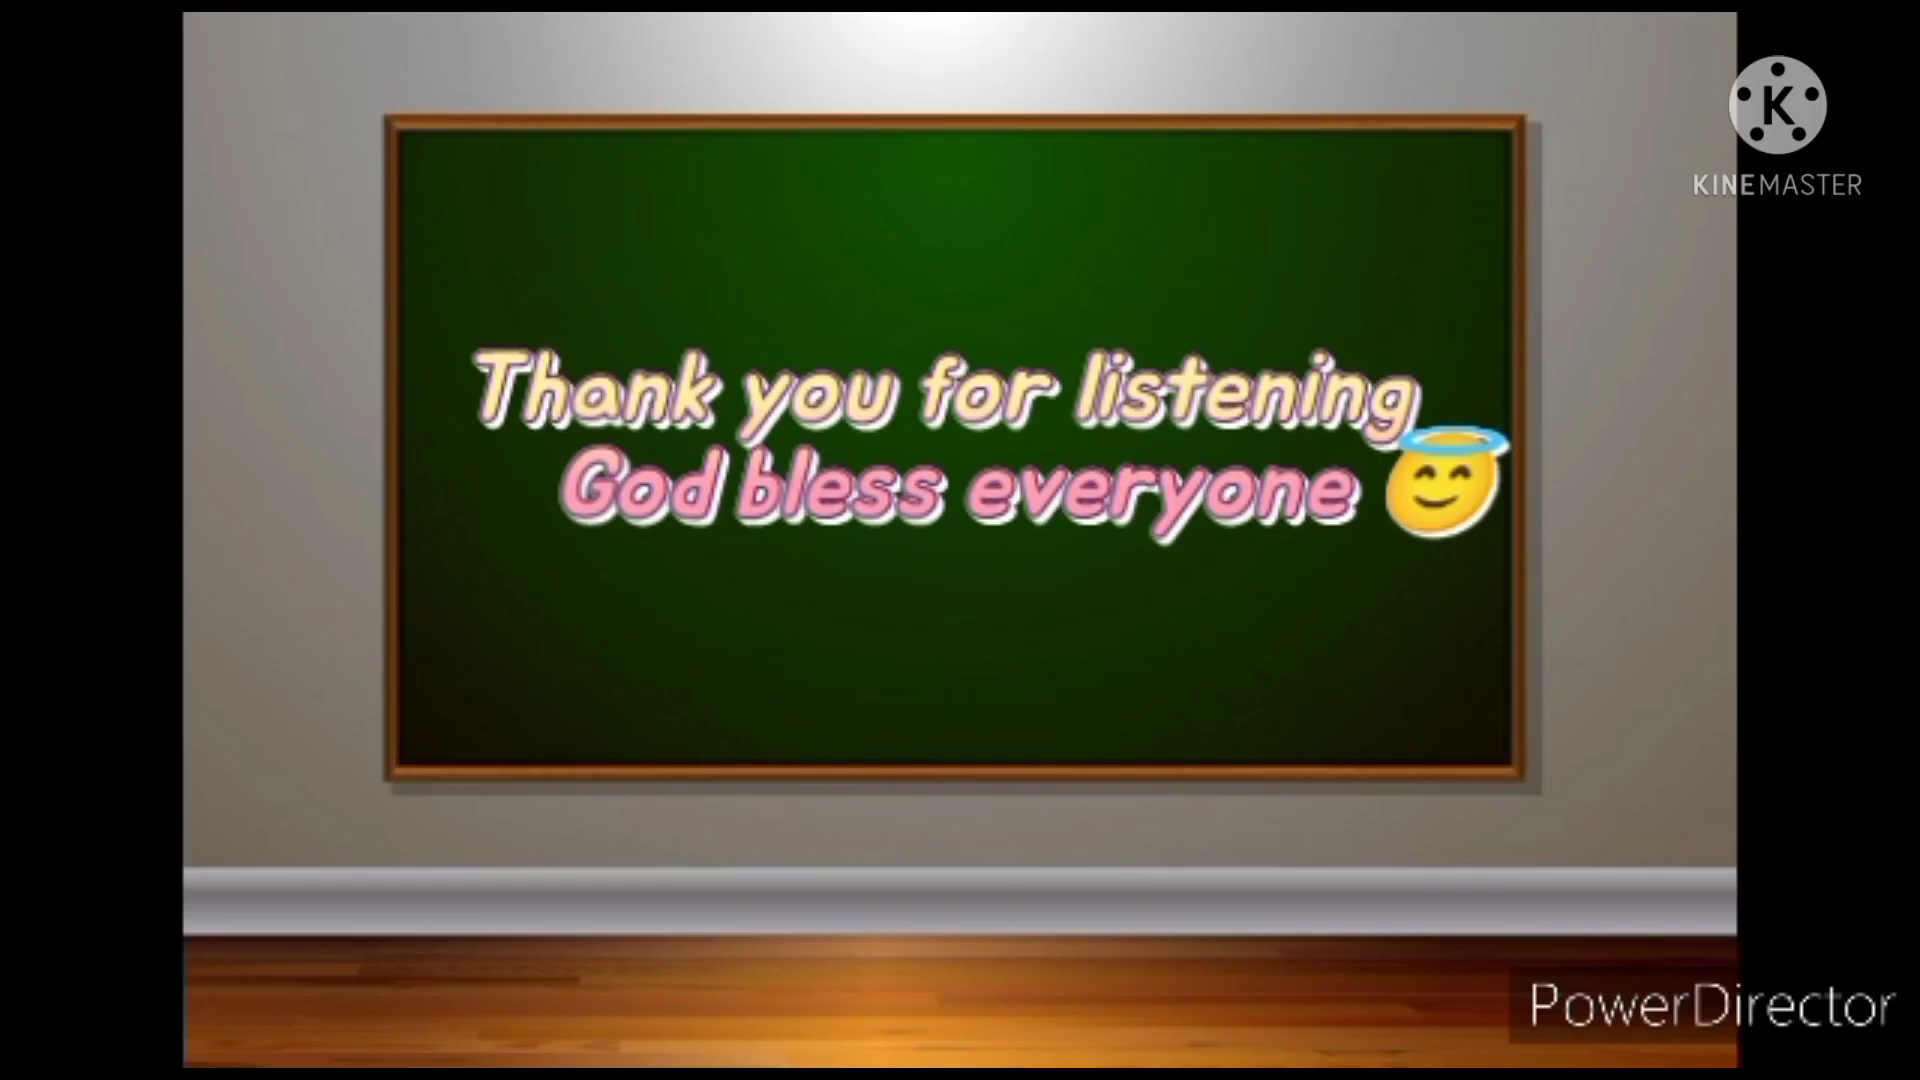 K
KINEMASTER
Thank you for listening
God bless everyone 😇
PowerDirector